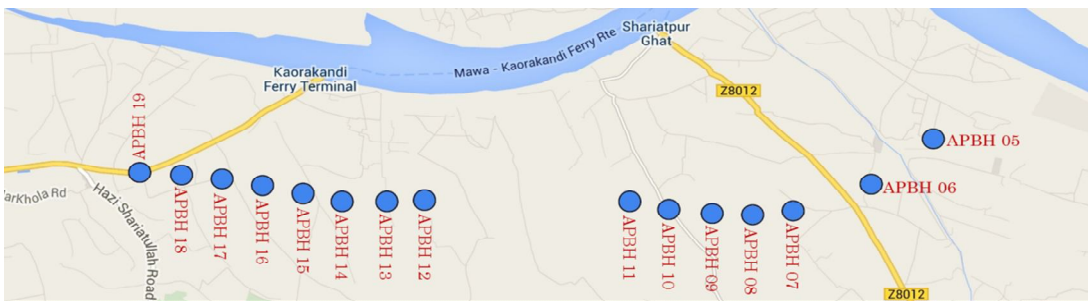 Shariatpur
Ghat
Mawa - Kaorakandi Ferry Rte
Kaorakandi
Ferry Terminal
Z8012
APBH 19
APBH 05
APBH 06
arKhola Rd
Hazi Shariatullah Road
APBH 18
APBH 17
APBH 16
APBH 15
APBH 14
APBH 13
APBH 12
APBH 11
APBH 10
APBH 09
APBH 08
APBH 07
Z8012